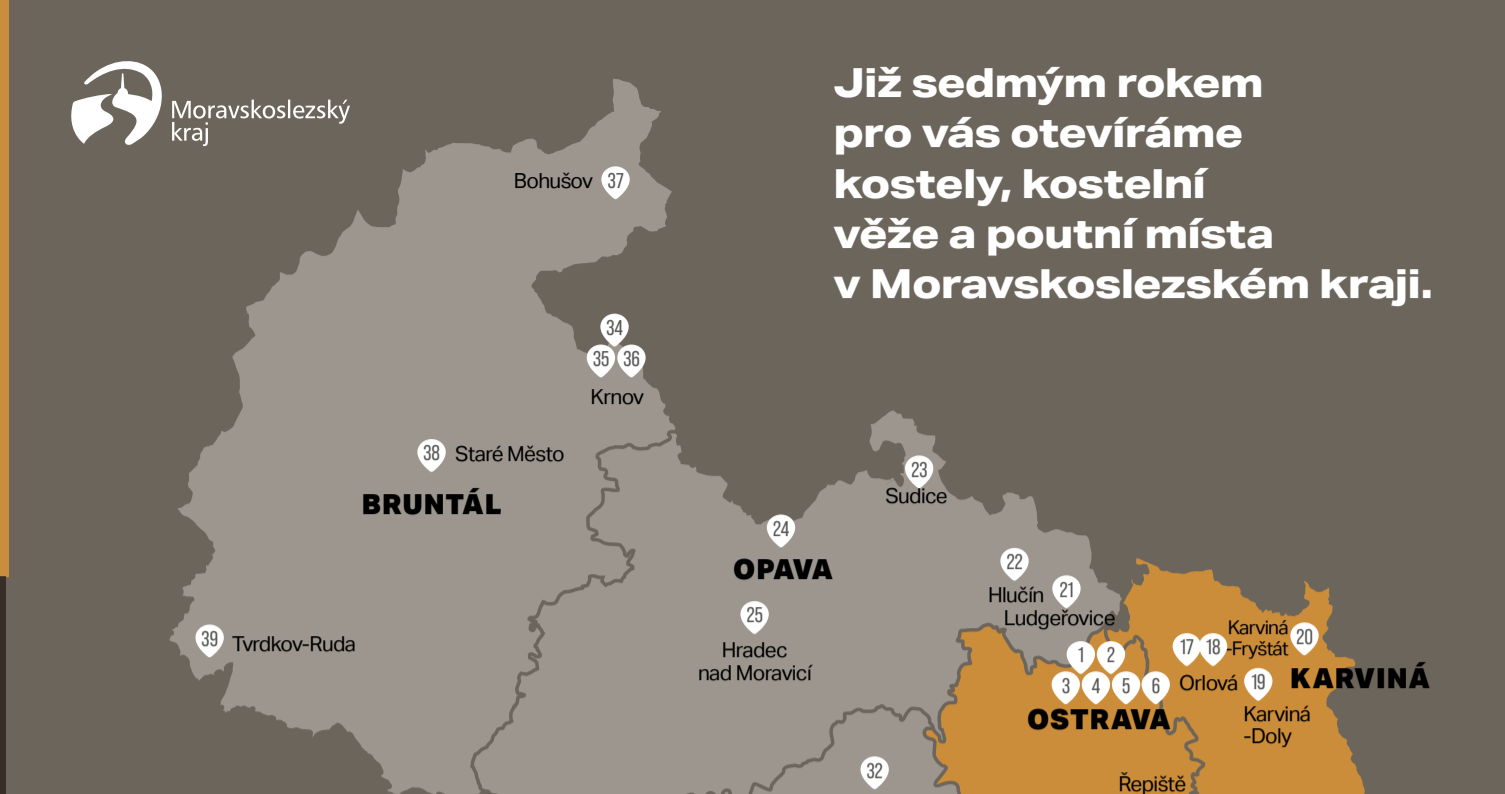 Moravskoslezský
kraj
Již sedmým rokem
pro vás otevíráme
kostely, kostelní
věže a poutní místa
v Moravskoslezském kraji.
Bohušov 37
34
35 36
Krnov
38 Staré Město
BRUNTÁL
23
Sudice
24
OPAVA
22
Hlučín 21
Ludgeřovice
25
Hradec
nad Moravicí
39 Tvrdkov-Ruda
1 2
3 4 5 6
OSTRAVA
17 18
Karviná
-Fryštát
20
KARVINÁ
Orlová 19
Karviná
-Doly
32
Řepiště